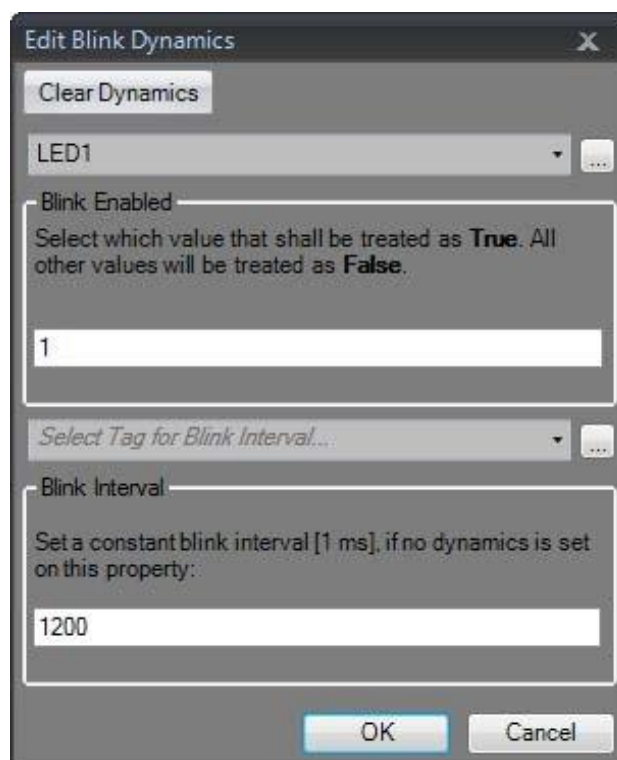 Edit Blink Dynamics
Clear Dynamics
LED1
...
Blink Enabled
Select which value that shall be treated as True. All
other values will be treated as False.
1
Select Tag for Blink Interval...
...
Blink Interval
Set a constant blink interval [1 ms], if no dynamics is set
on this property:
1200
OK
Cancel